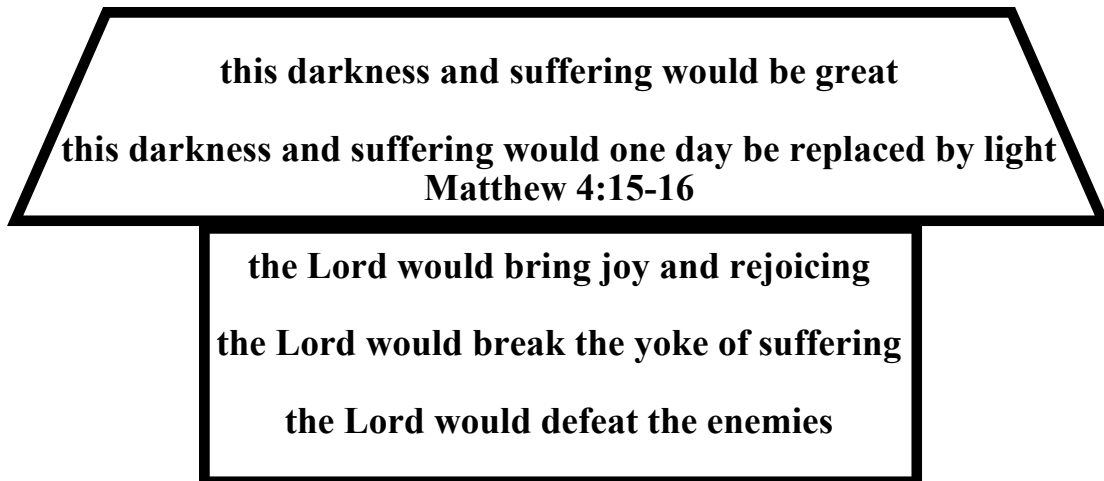 this darkness and suffering would be great
this darkness and suffering would one day be replaced by light
Matthew 4:15-16
the Lord would bring joy and rejoicing
the Lord would break the yoke of suffering
the Lord would defeat the enemies